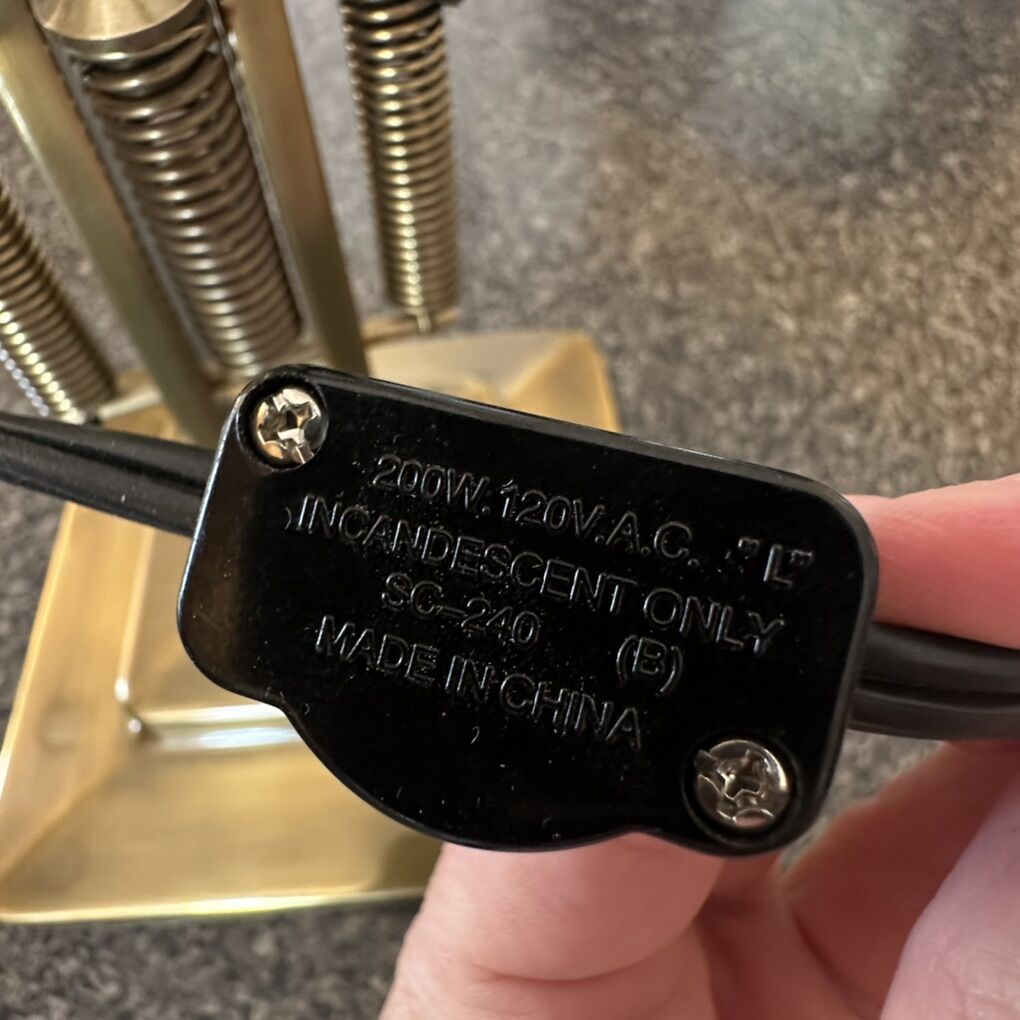 200W.120V.A.C. "L"
INCANDESCENT ONLY
SC-240 (B)
MADE IN CHINA